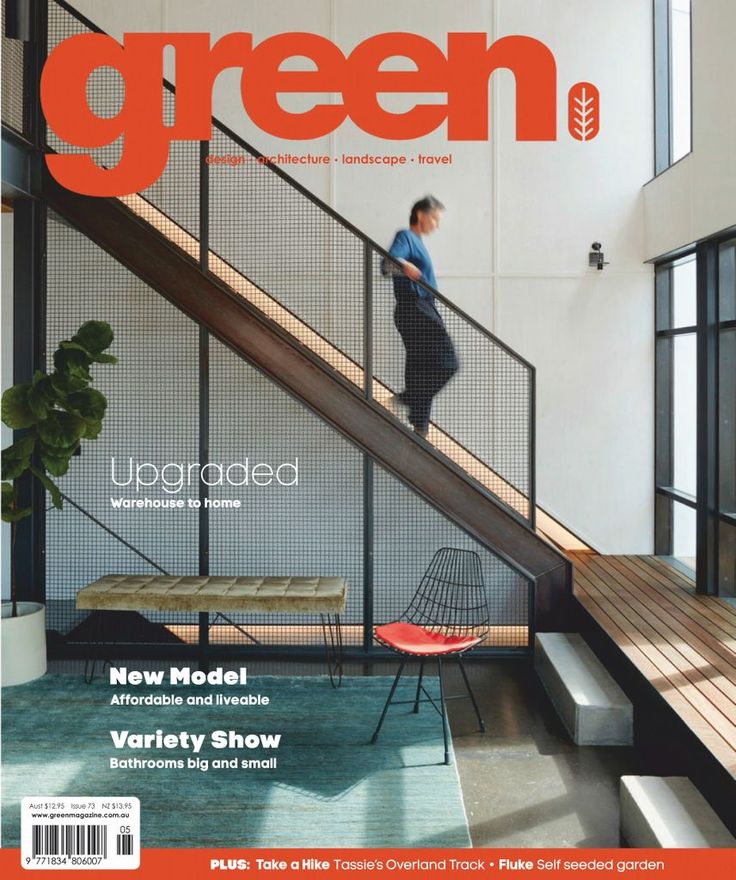 green
design · architecture · landscape · travel
Upgraded
Warehouse to home
New Model
Affordable and liveable
Variety Show
Bathrooms big and small
Aust $12.95 Issue 73 NZ $13.95
www.greenmagazine.com.au
05
9 771834 806007
PLUS: Take a Hike Tassie's Overland Track • Fluke Self seeded garden